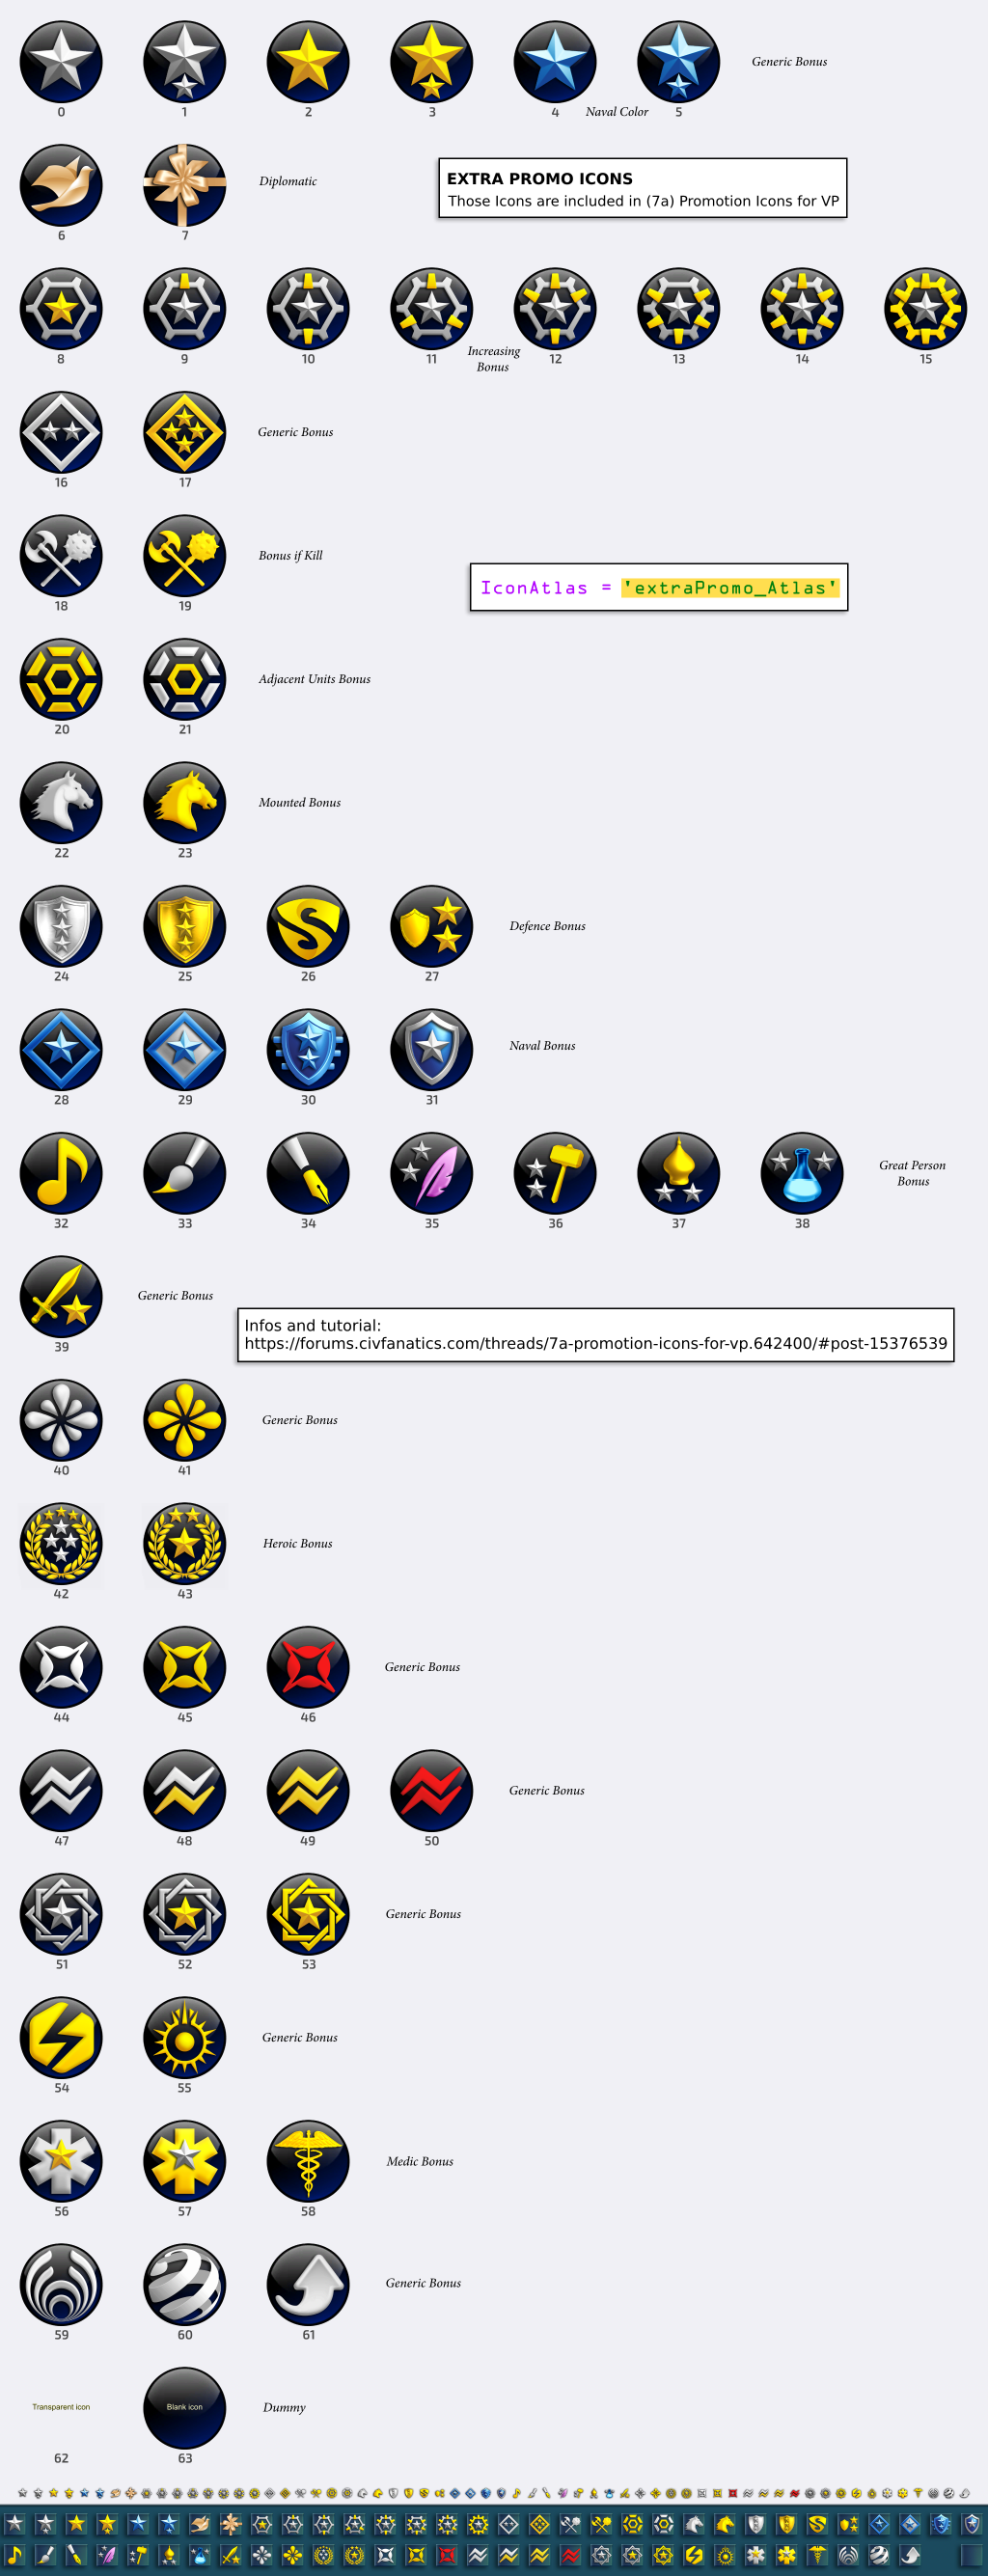 Generic Bonus
0 1 2 3 4 Naval Color 5
Diplomatic
EXTRA PROMO ICONS
Those Icons are included in (7a) Promotion Icons for VP
6 7
8 9 10 11 Increasing 12 13 14 15
Bonus
Generic Bonus
16 17
Bonus if Kill
IconAtlas = 'extraPromo_Atlas'
18 19
Adjacent Units Bonus
20 21
Mounted Bonus
22 23
Defence Bonus
24 25 26 27
Naval Bonus
28 29 30 31
Great Person
Bonus
32 33 34 35 36 37 38
Generic Bonus
Infos and tutorial:
https://forums.civfanatics.com/threads/7a-promotion-icons-for-vp.642400/#post-15376539
39
Generic Bonus
40 41
Heroic Bonus
42 43
Generic Bonus
44 45 46
Generic Bonus
47 48 49 50
Generic Bonus
51 52 53
Generic Bonus
54 55
Medic Bonus
56 57 58
Generic Bonus
59 60 61
Transparent icon Blank icon Dummy
62 63